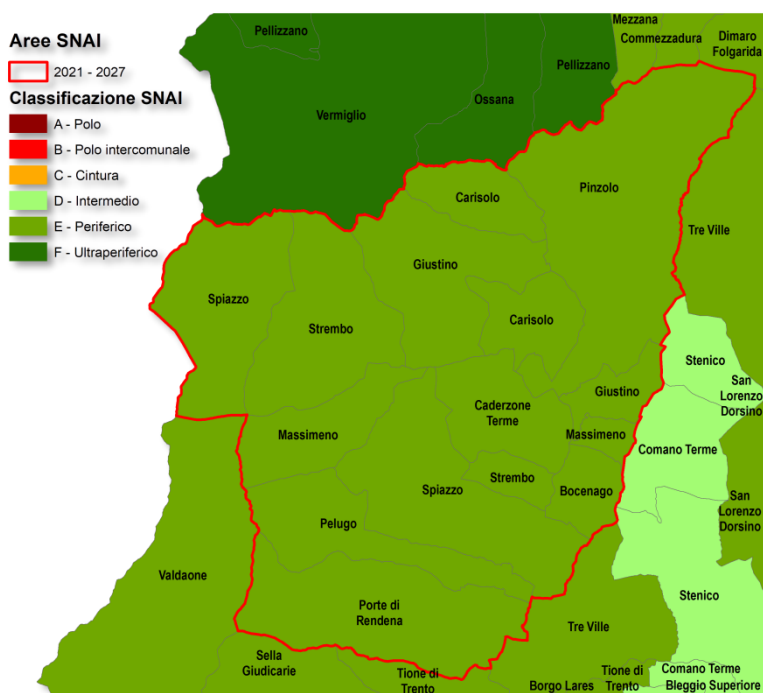 Aree SNAI
2021 - 2027
Classificazione SNAI
A - Polo
B - Polo intercomunale
C - Cintura
D - Intermedio
E - Periferico
F - Ultraperiferico
Pellizzano
Mezzana
Commezzadura
Dimaro
Folgarida
Pellizzano
Ossana
Vermiglio
Carisolo
Pinzolo
Tre Ville
Giustino
Spiazzo
Strembo
Carisolo
Stenico
San
Lorenzo
Dorsino
Giustino
Caderzone
Terme
Massimeno
Massimeno
Comano Terme
Strembo
Spiazzo
Bocenago
San
Lorenzo
Dorsino
Pelugo
Valdaone
Stenico
Porte di
Rendena
Tre Ville
Sella
Giudicarie
Tione di
Trento
Borgo Lares
Tione di
Trento
Comano Terme
Bleggio Superiore